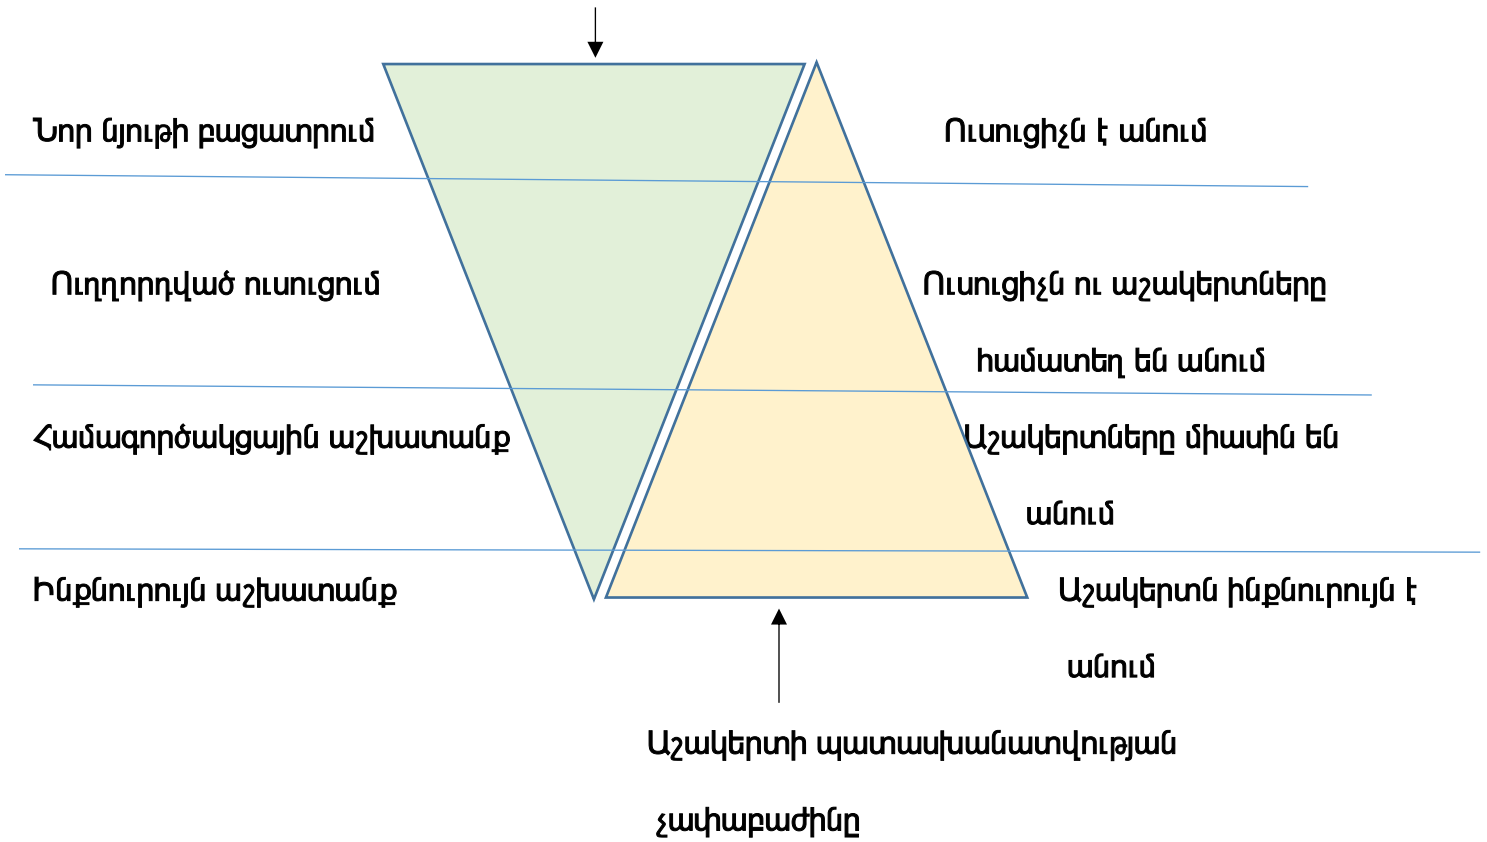 Նոր նյութի բացատրում
Ուսուցիչն է անում
Ուղղորդված ուսուցում
Ուսուցիչն ու աշակերտները
համատեղ են անում
Համագործակցային աշխատանք
Աշակերտները միասին են
անում
Ինքնուրույն աշխատանք
Աշակերտն ինքնուրույն է
անում
Աշակերտի պատասխանատվության
չափաբաժինը